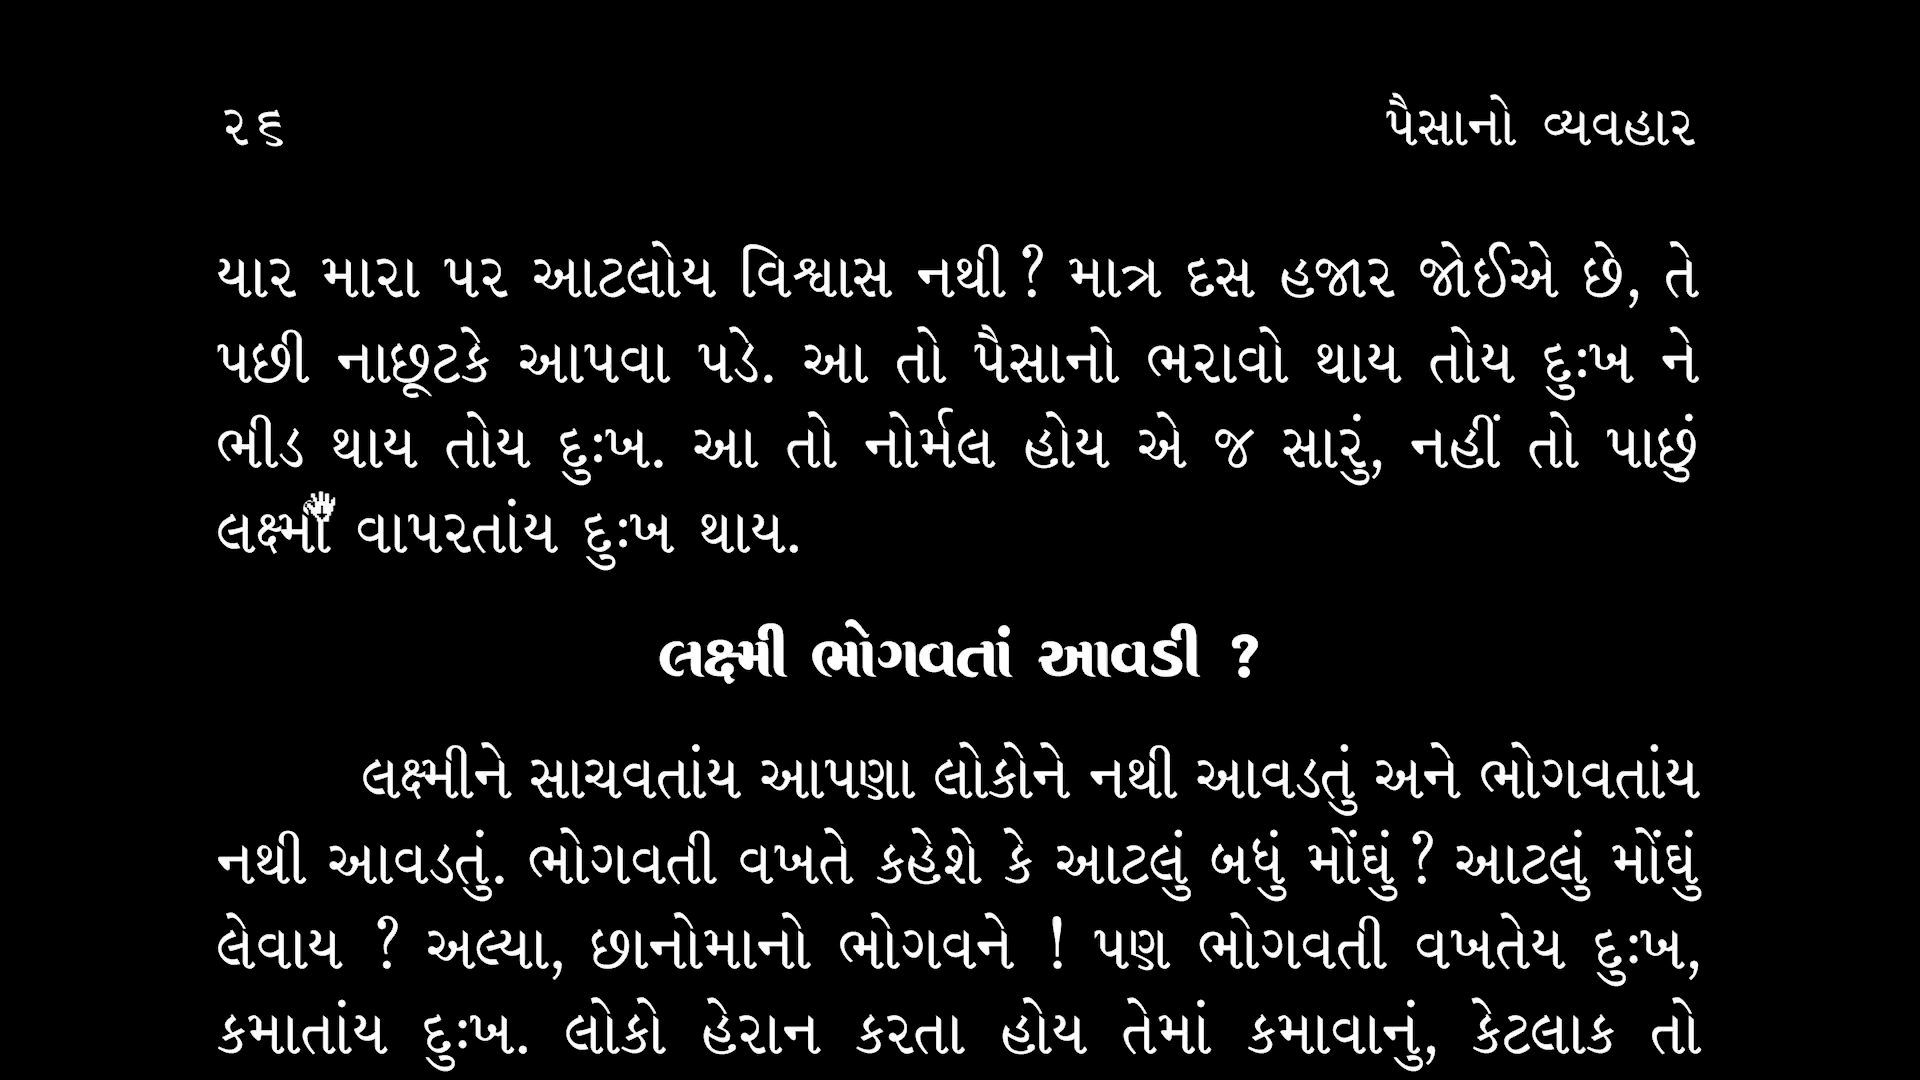 ૨૬ પૈસાનો વ્યવહાર
યાર મારા પર આટલોય વિશ્વાસ નથી ? માત્ર દસ હજાર જોઈએ છે, તે
પછી નાછૂટકે આપવા પડે. આ તો પૈસાનો ભરાવો થાય તોય દુઃખ ને
ભીડ થાય તોય દુઃખ. આ તો નોર્મલ હોય એ જ સારું, નહીં તો પાછું
લક્ષ્મી વાપરતાંય દુઃખ થાય.
લક્ષ્મી ભોગવતાં આવડી ?
લક્ષ્મીને સાચવતાંય આપણા લોકોને નથી આવડતું અને ભોગવતાંય
નથી આવડતું. ભોગવતી વખતે કહેશે કે આટલું બધું મોંઘું ? આટલું મોંઘું
લેવાય ? અલ્યા, છાનોમાનો ભોગવને ! પણ ભોગવતી વખતેય દુઃખ,
કમાતાંય દુઃખ. લોકો હેરાન કરતા હોય તેમાં કમાવાનું, કેટલાક તો